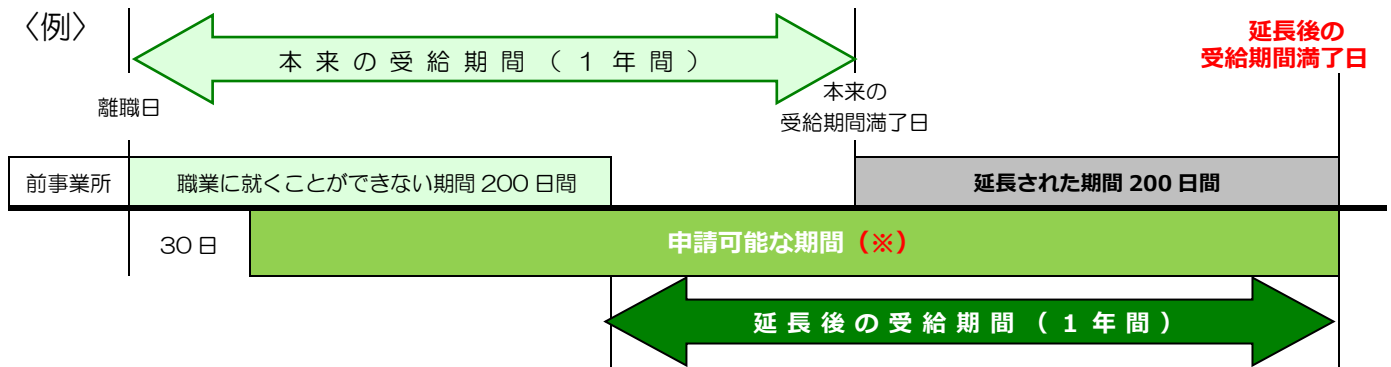 〈例〉
本来の受給期間（1年間）
延長後の
受給期間満了日
離職日
本来の
受給期間満了日
前事業所
職業に就くことができない期間 200 日間
延長された期間 200 日間
30 日
申請可能な期間（※）
延長後の受給期間（1年間）